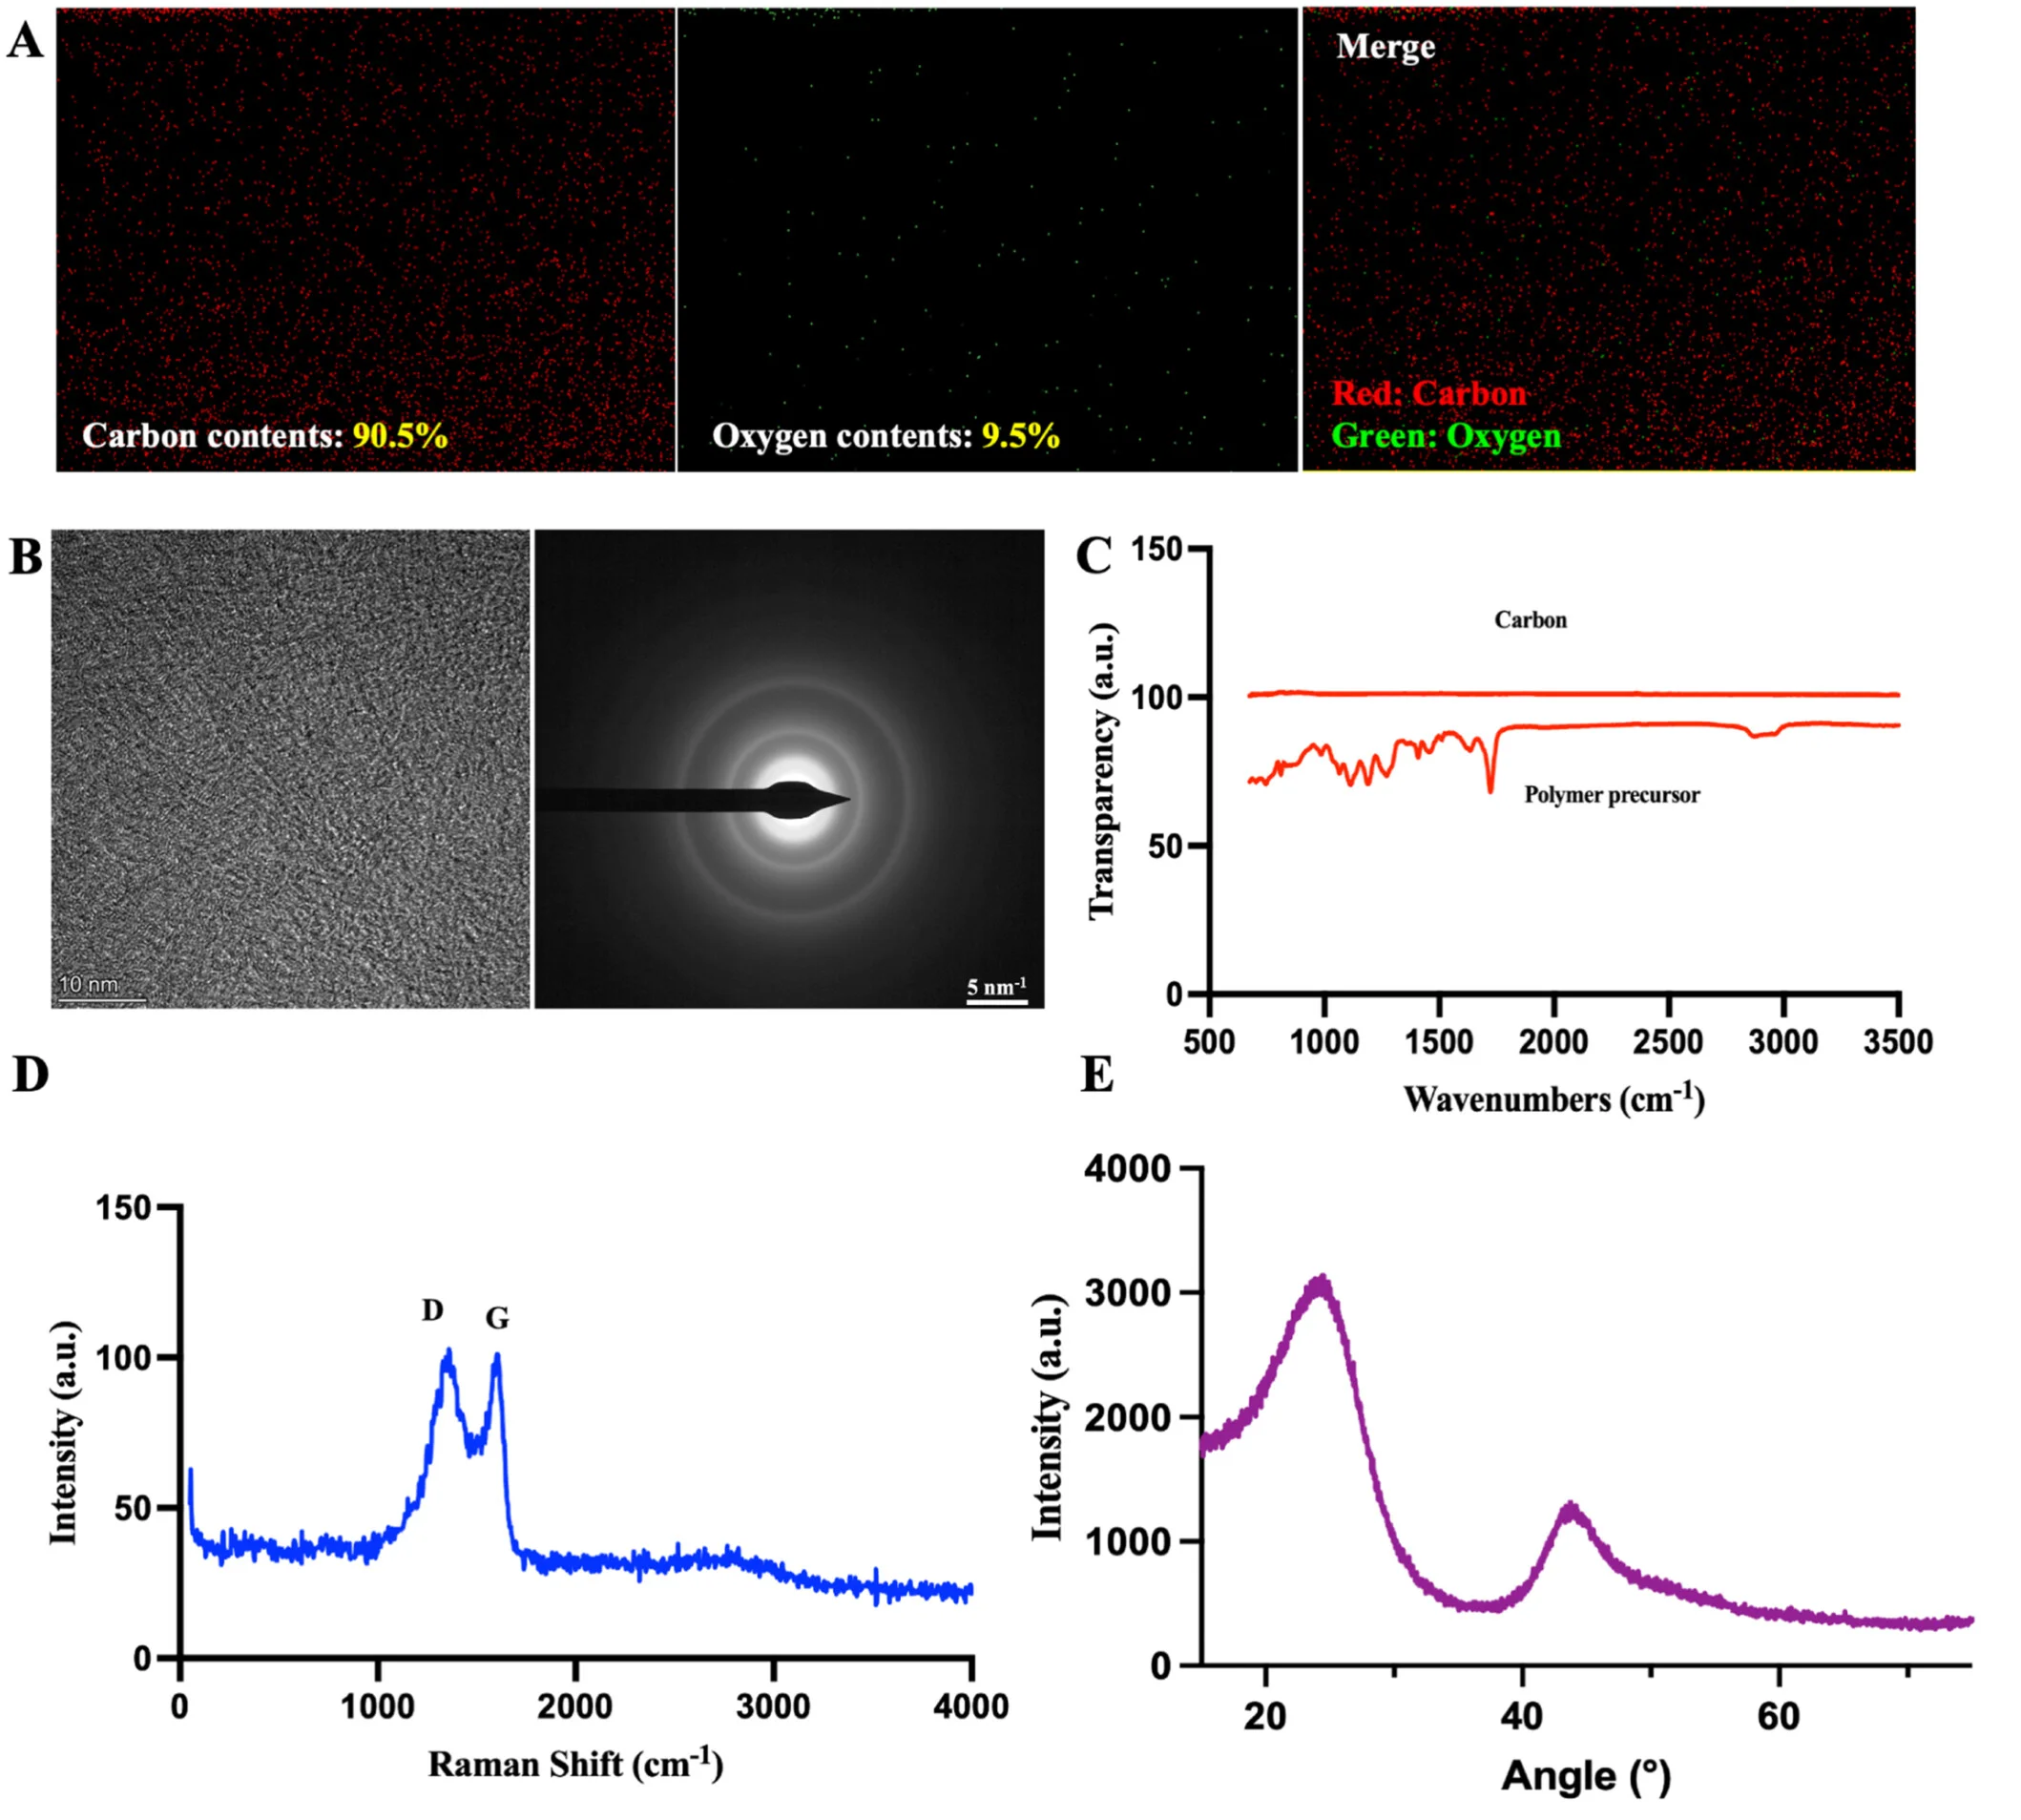 A
Merge
Red: Carbon
Carbon contents: 90.5%
Oxygen contents: 9.5%
Green: Oxygen
B
10 nm
5 nm-1
C
150
100
50
0
Transparency (a.u.)
Carbon
Polymer precursor
500 1000 1500 2000 2500 3000 3500
Wavenumbers (cm-1)
D
150
100
50
0
Intensity (a.u.)
D
G
0 1000 2000 3000 4000
Raman Shift (cm-1)
E
4000
3000
2000
1000
0
Intensity (a.u.)
20 40 60
Angle (°)